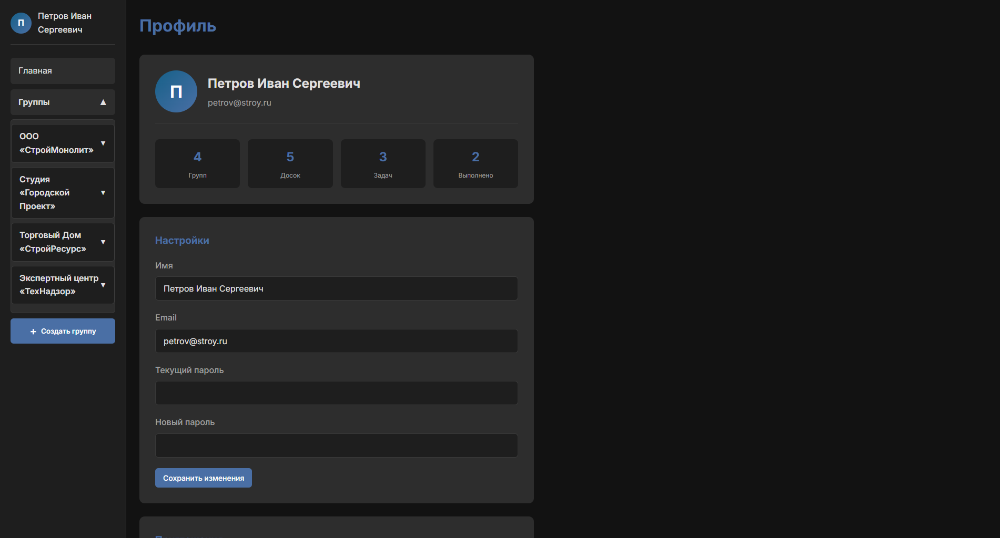 П
Петров Иван
Сергеевич
Главная
Группы ▲
ООО
«СтройМонолит» ▼
Студия
«Городской
Проект» ▼
Торговый Дом
«СтройРесурс» ▼
Экспертный центр
«ТехНадзор» ▼
+ Создать группу
Профиль
П
Петров Иван Сергеевич
petrov@stroy.ru
4
Групп
5
Досок
3
Задач
2
Выполнено
Настройки
Имя
Петров Иван Сергеевич
Email
petrov@stroy.ru
Текущий пароль
Новый пароль
Сохранить изменения